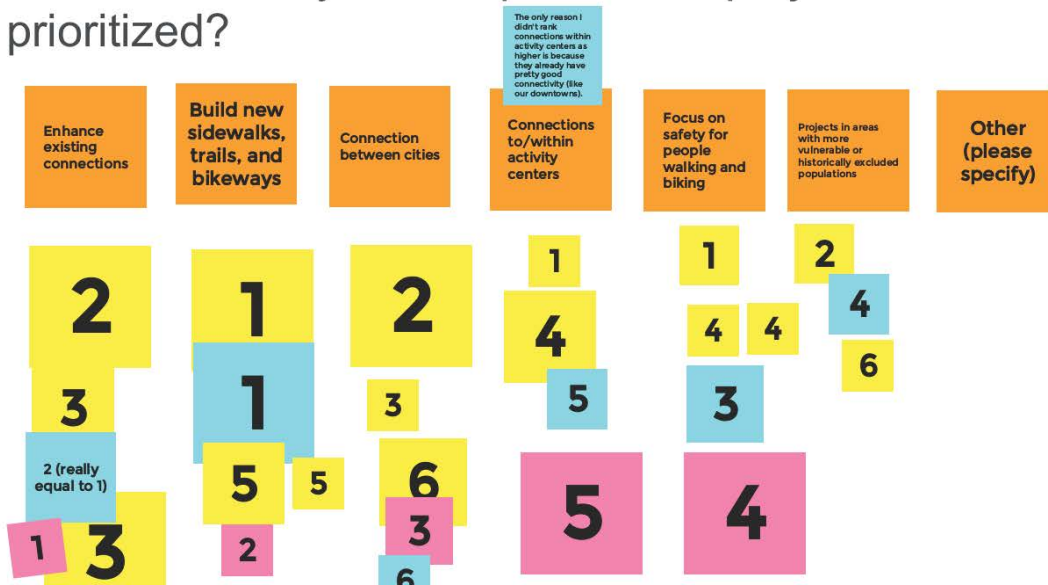 prioritized?
The only reason I
didn't rank
connections within
activity centers as
higher is because
they already have
pretty good
connectivity (like
our downtowns).
Enhance
existing
connections
Build new
sidewalks,
trails, and
bikeways
Connection
between cities
Connections
to/within
activity
centers
Focus on
safety for
people
walking and
biking
Projects in areas
with more
vulnerable or
historically excluded
populations
Other
(please
specify)
2
3
2 (really
equal to 1)
1
3
1
1
5
5
2
2
3
6
3
6
1
4
5
5
1
4
4
3
4
2
4
6